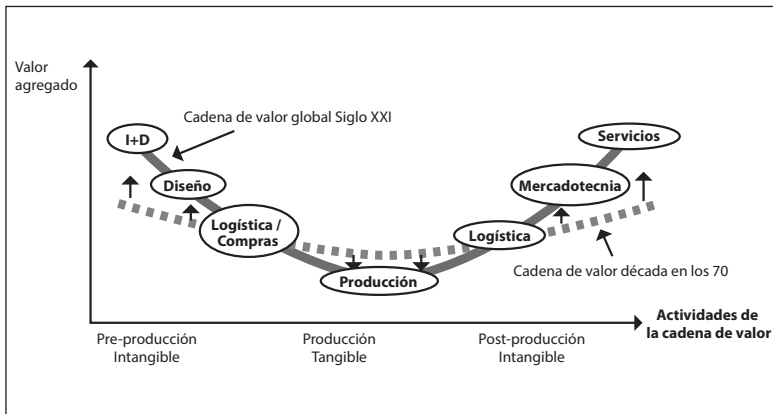 Valor
agregado
Cadena de valor global Siglo XXI
I+D
Servicios
Diseño
Mercadotecnia
Logística /
Compras
Logística
Cadena de valor década en los 70
Producción
Actividades de
la cadena de valor
Pre-producción
Intangible
Producción
Tangible
Post-producción
Intangible